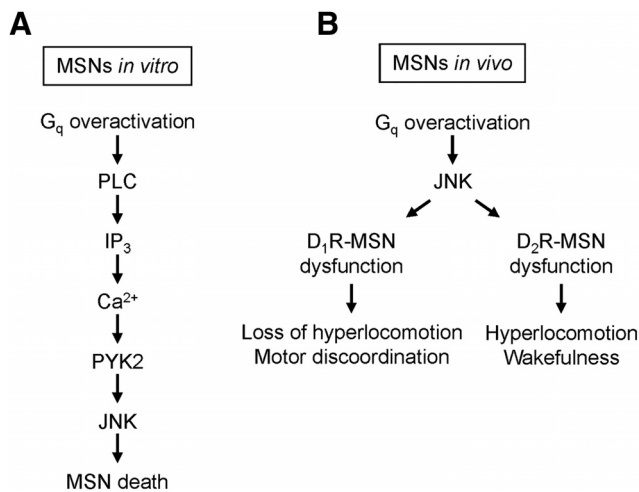 A
MSNs in vitro
Gq overactivation
PLC
IP3
Ca2+
PYK2
JNK
MSN death
B
MSNs in vivo
Gq overactivation
JNK
D1R-MSN
dysfunction
Loss of hyperlocomotion
Motor discoordination
D2R-MSN
dysfunction
Hyperlocomotion
Wakefulness